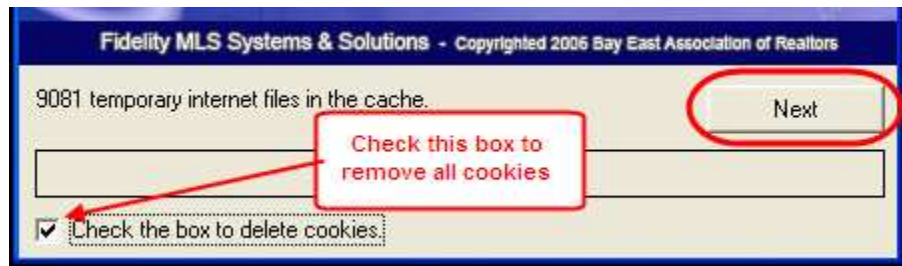 Fidelity MLS Systems & Solutions - Copyrighted 2006 Bay East Association of Realtors
9081 temporary internet files in the cache.
Next
Check this box to
remove all cookies
Check the box to delete cookies.